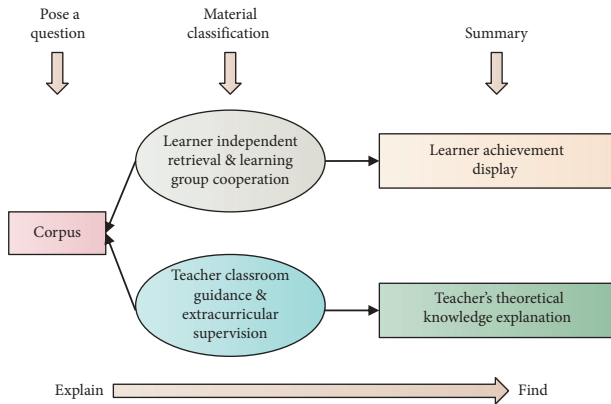 Pose a
question
Material
classification
Summary
Learner independent
retrieval & learning
group cooperation
Learner achievement
display
Corpus
Teacher classroom
guidance &
extracurricular
supervision
Teacher's theoretical
knowledge explanation
Explain
Find